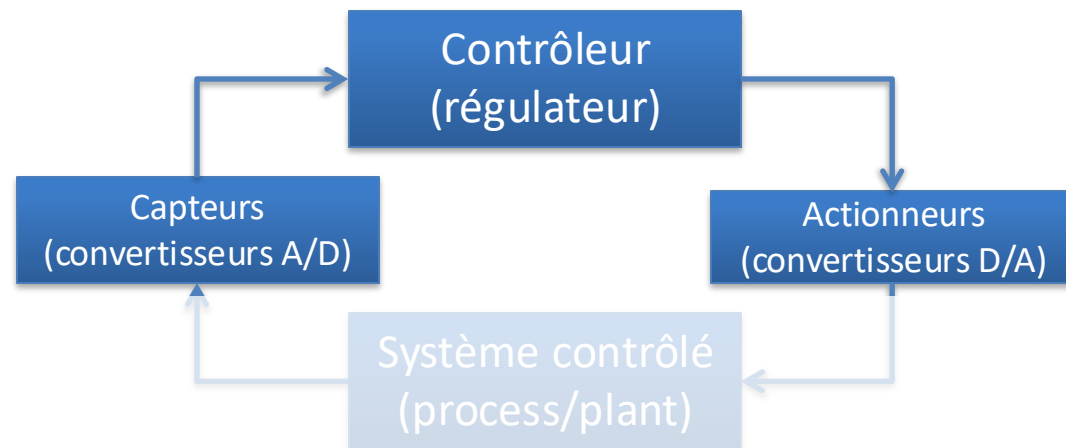 Contrôleur
(régulateur)
Capteurs
(convertisseurs A/D)
Actionneurs
(convertisseurs D/A)
Système contrôlé
(process/plant)